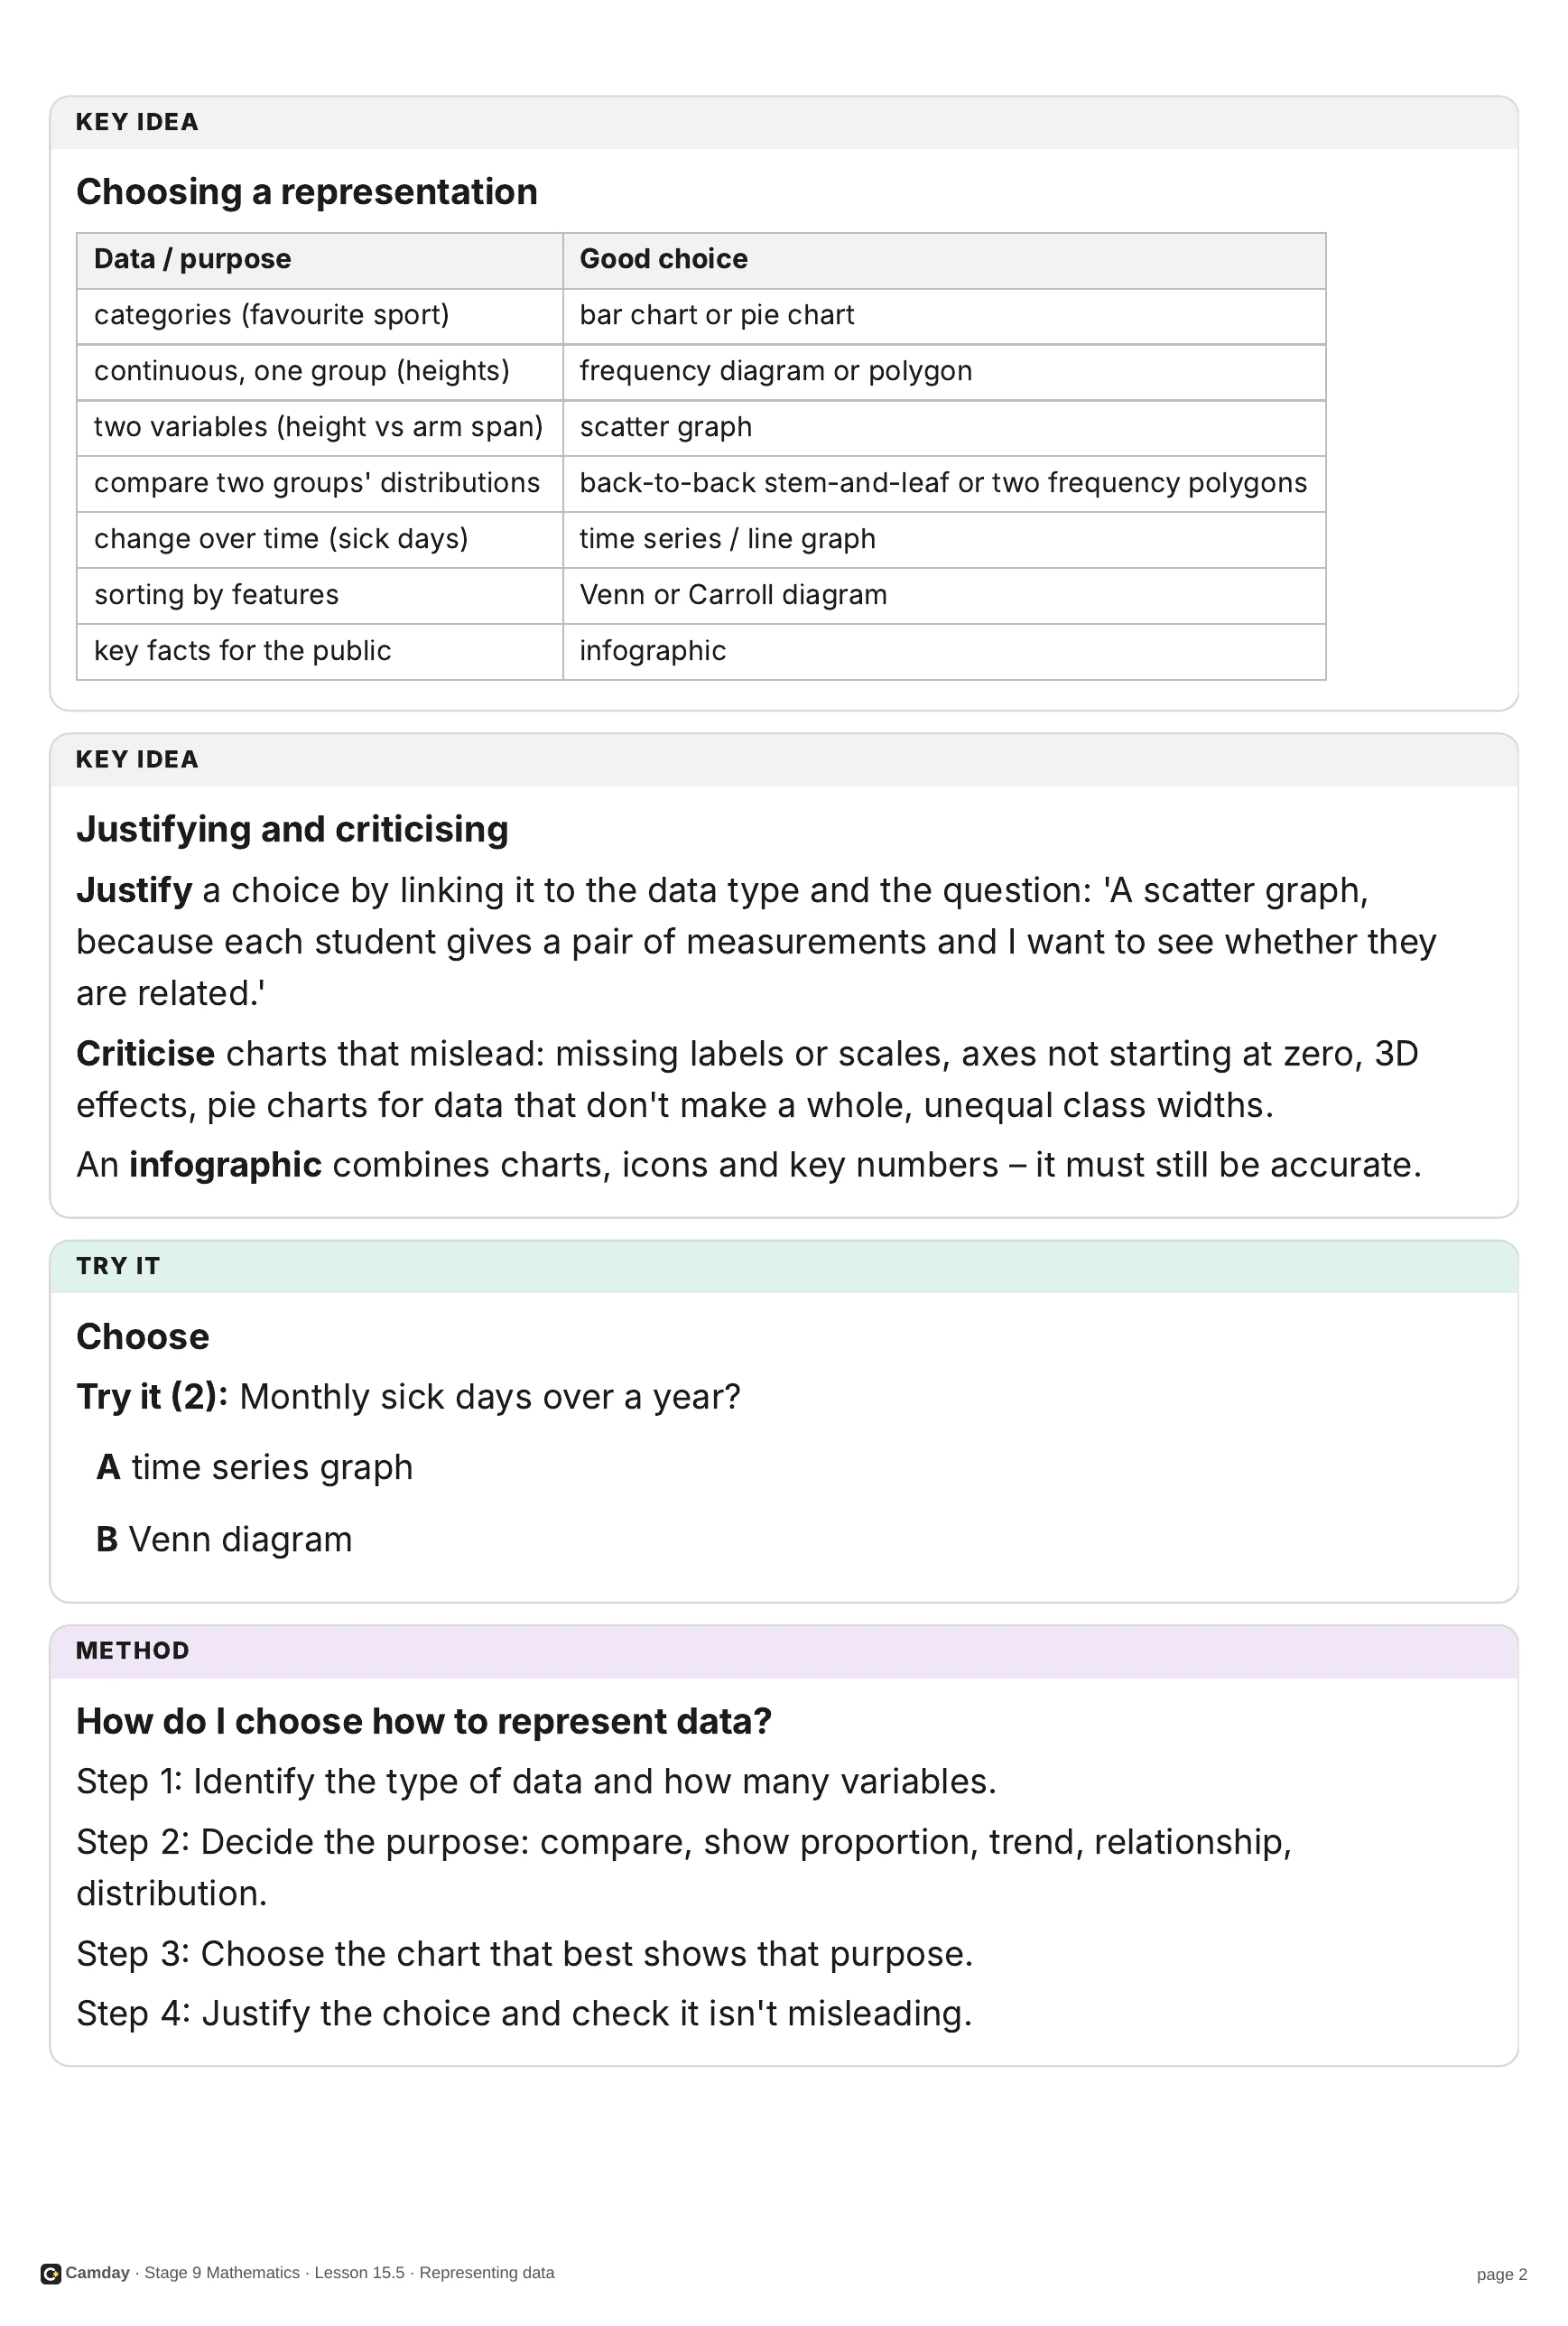 KEY IDEA
Choosing a representation
Data / purpose Good choice
categories (favourite sport) bar chart or pie chart
continuous, one group (heights) frequency diagram or polygon
two variables (height vs arm span) scatter graph
compare two groups' distributions back-to-back stem-and-leaf or two frequency polygons
change over time (sick days) time series / line graph
sorting by features Venn or Carroll diagram
key facts for the public infographic
KEY IDEA
Justifying and criticising
Justify a choice by linking it to the data type and the question: 'A scatter graph,
because each student gives a pair of measurements and I want to see whether they
are related.'
Criticise charts that mislead: missing labels or scales, axes not starting at zero, 3D
effects, pie charts for data that don't make a whole, unequal class widths.
An infographic combines charts, icons and key numbers – it must still be accurate.
TRY IT
Choose
Try it (2): Monthly sick days over a year?
A time series graph
B Venn diagram
METHOD
How do I choose how to represent data?
Step 1: Identify the type of data and how many variables.
Step 2: Decide the purpose: compare, show proportion, trend, relationship,
distribution.
Step 3: Choose the chart that best shows that purpose.
Step 4: Justify the choice and check it isn't misleading.
Camday · Stage 9 Mathematics · Lesson 15.5 · Representing data page 2